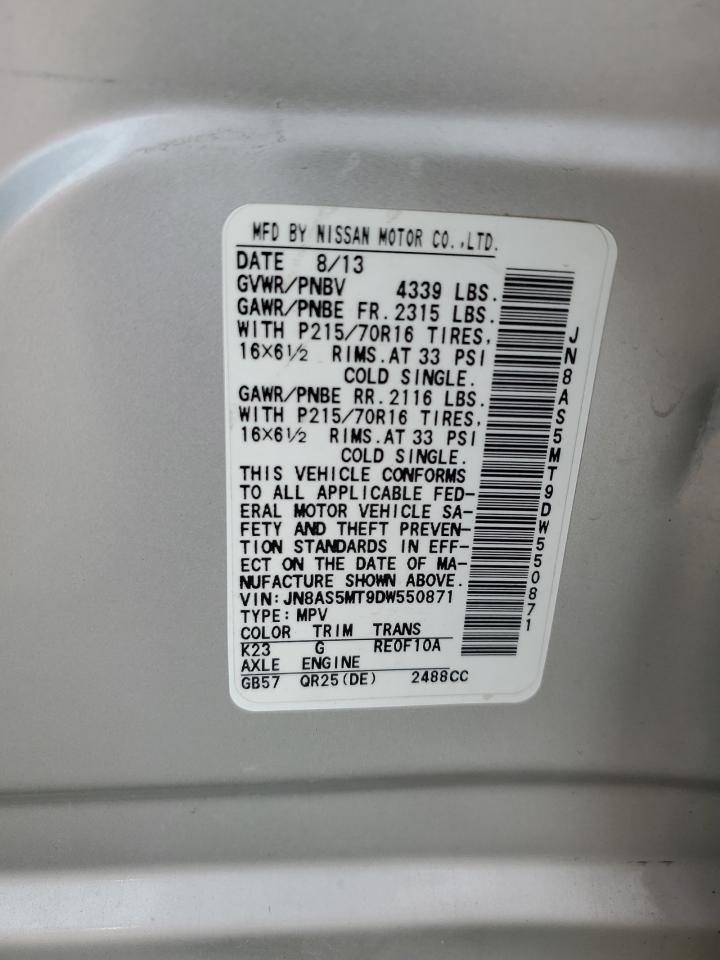 MFD BY NISSAN MOTOR CO.,LTD.
DATE 8/13
GVWR/PNBV 4339 LBS.
GAWR/PNBE FR. 2315 LBS.
WITH P215/70R16 TIRES,
16X6½ RIMS. AT 33 PSI
COLD SINGLE.
GAWR/PNBE RR. 2116 LBS.
WITH P215/70R16 TIRES,
16X6½ RIMS. AT 33 PSI
COLD SINGLE.
THIS VEHICLE CONFORMS
TO ALL APPLICABLE FED-
ERAL MOTOR VEHICLE SA-
FETY AND THEFT PREVEN-
TION STANDARDS IN EFF-
ECT ON THE DATE OF MA-
NUFACTURE SHOWN ABOVE.
VIN: JN8AS5MT9DW550871
TYPE: MPV
COLOR TRIM TRANS
K23 G RE0F10A
AXLE ENGINE
GB57 QR25(DE) 2488CC
JN8AS5MT9DW550871